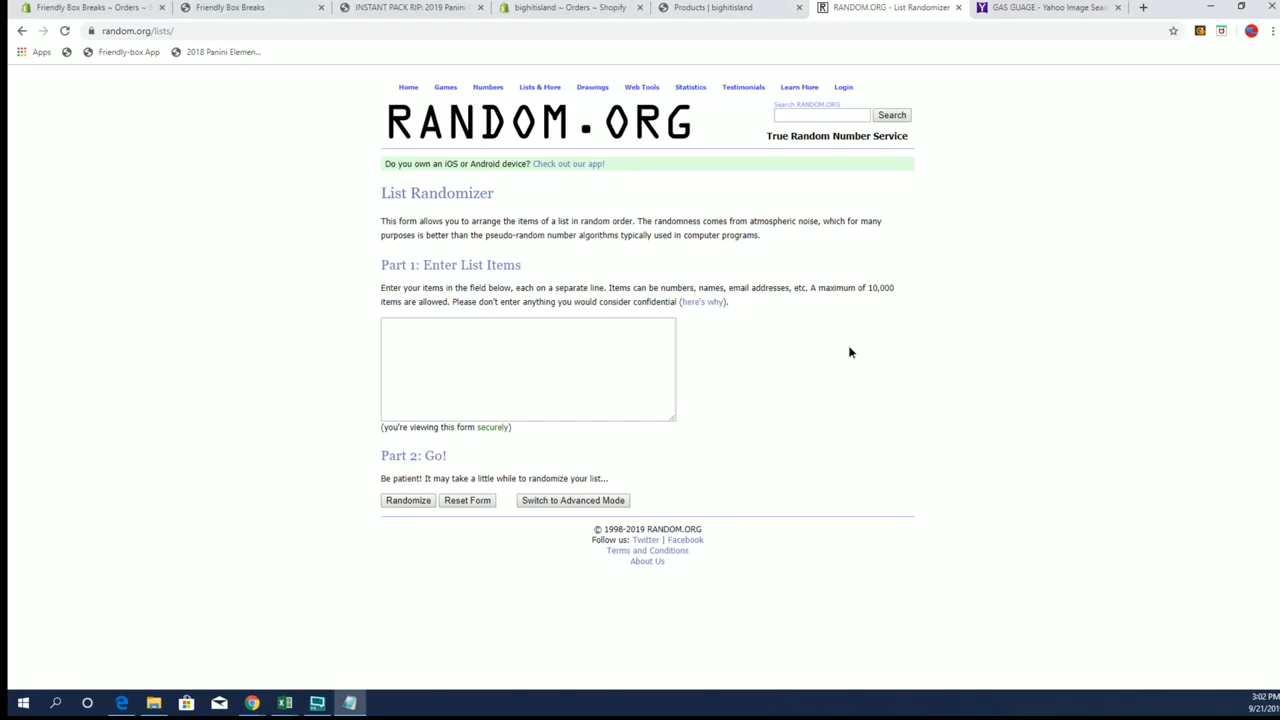 Friendly Box Breaks ~ Orders ~ S
Friendly Box Breaks
INSTANT PACK RIP: 2019 Panini
bighitisland ~ Orders ~ Shopify
Products | bighitisland
RANDOM.ORG - List Randomizer
GAS GUAGE - Yahoo Image Sear
random.org/lists/
Apps
Friendly-box App
2018 Panini Elemen...
Home
Games
Numbers
Lists & More
Drawings
Web Tools
Statistics
Testimonials
Learn More
Login
RANDOM.ORG
Search RANDOM.ORG
Search
True Random Number Service
Do you own an iOS or Android device? Check out our app!
List Randomizer
This form allows you to arrange the items of a list in random order. The randomness comes from atmospheric noise, which for many
purposes is better than the pseudo-random number algorithms typically used in computer programs.
Part 1: Enter List Items
Enter your items in the field below, each on a separate line. Items can be numbers, names, email addresses, etc. A maximum of 10,000
items are allowed. Please don't enter anything you would consider confidential (here's why).
(you're viewing this form securely)
Part 2: Go!
Be patient! It may take a little while to randomize your list...
Randomize
Reset Form
Switch to Advanced Mode
© 1998-2019 RANDOM.ORG
Follow us: Twitter | Facebook
Terms and Conditions
About Us
3:02 PM
9/21/201